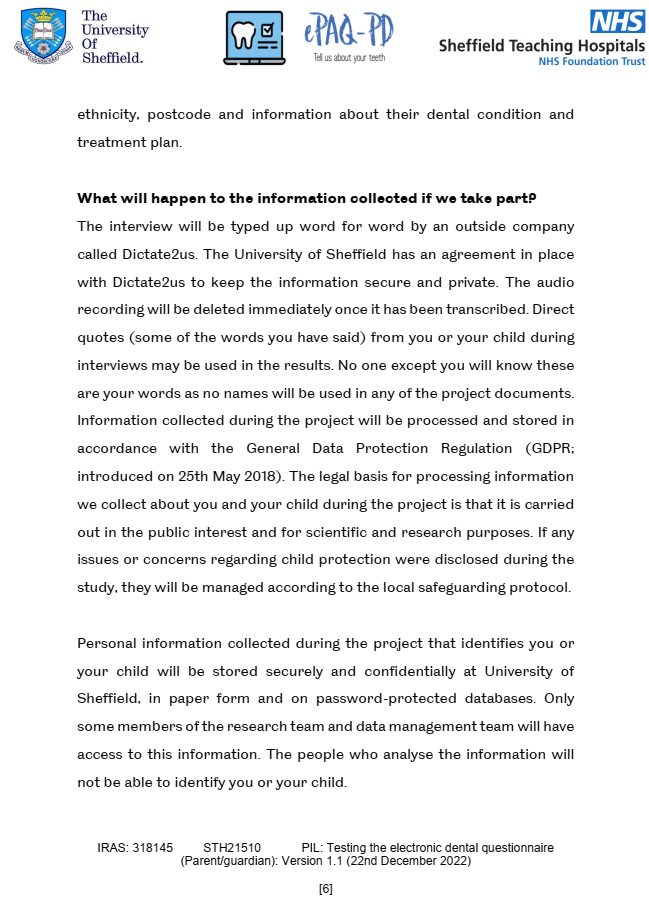 The
University
Of
Sheffield.
ePAQ-PD
Tell us about your teeth
NHS
Sheffield Teaching Hospitals
NHS Foundation Trust
ethnicity, postcode and information about their dental condition and
treatment plan.
What will happen to the information collected if we take part?
The interview will be typed up word for word by an outside company
called Dictate2us. The University of Sheffield has an agreement in place
with Dictate2us to keep the information secure and private. The audio
recording will be deleted immediately once it has been transcribed. Direct
quotes (some of the words you have said) from you or your child during
interviews may be used in the results. No one except you will know these
are your words as no names will be used in any of the project documents.
Information collected during the project will be processed and stored in
accordance with the General Data Protection Regulation (GDPR;
introduced on 25th May 2018). The legal basis for processing information
we collect about you and your child during the project is that it is carried
out in the public interest and for scientific and research purposes. If any
issues or concerns regarding child protection were disclosed during the
study, they will be managed according to the local safeguarding protocol.
Personal information collected during the project that identifies you or
your child will be stored securely and confidentially at University of
Sheffield, in paper form and on password-protected databases. Only
some members of the research team and data management team will have
access to this information. The people who analyse the information will
not be able to identify you or your child.
IRAS: 318145 STH21510 PIL: Testing the electronic dental questionnaire
(Parent/guardian): Version 1.1 (22nd December 2022)
[6]